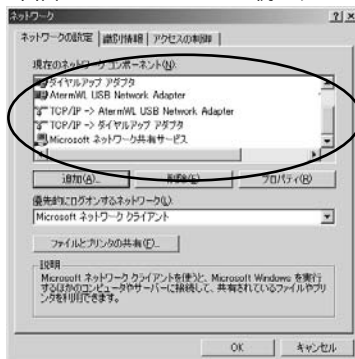 ネットワーク
ネットワークの設定 識別情報 アクセスの制御
現在のネットワーク コンポーネント(N):
ダイヤルアップ アダプタ
AtermWL USB Network Adapter
TCP/IP -> AtermWL USB Network Adapter
TCP/IP -> ダイヤルアップ アダプタ
Microsoft ネットワーク共有サービス
追加(A)... 削除(E) プロパティ(R)
優先的にログオンするネットワーク(L):
Microsoft ネットワーク クライアント
ファイルとプリンタの共有(F)...
説明
Microsoft ネットワーク クライアントを使うと、Microsoft Windows を実行
するほかのコンピュータやサーバーに接続して、共有されているファイルやプリ
ンタを利用できます。
OK キャンセル